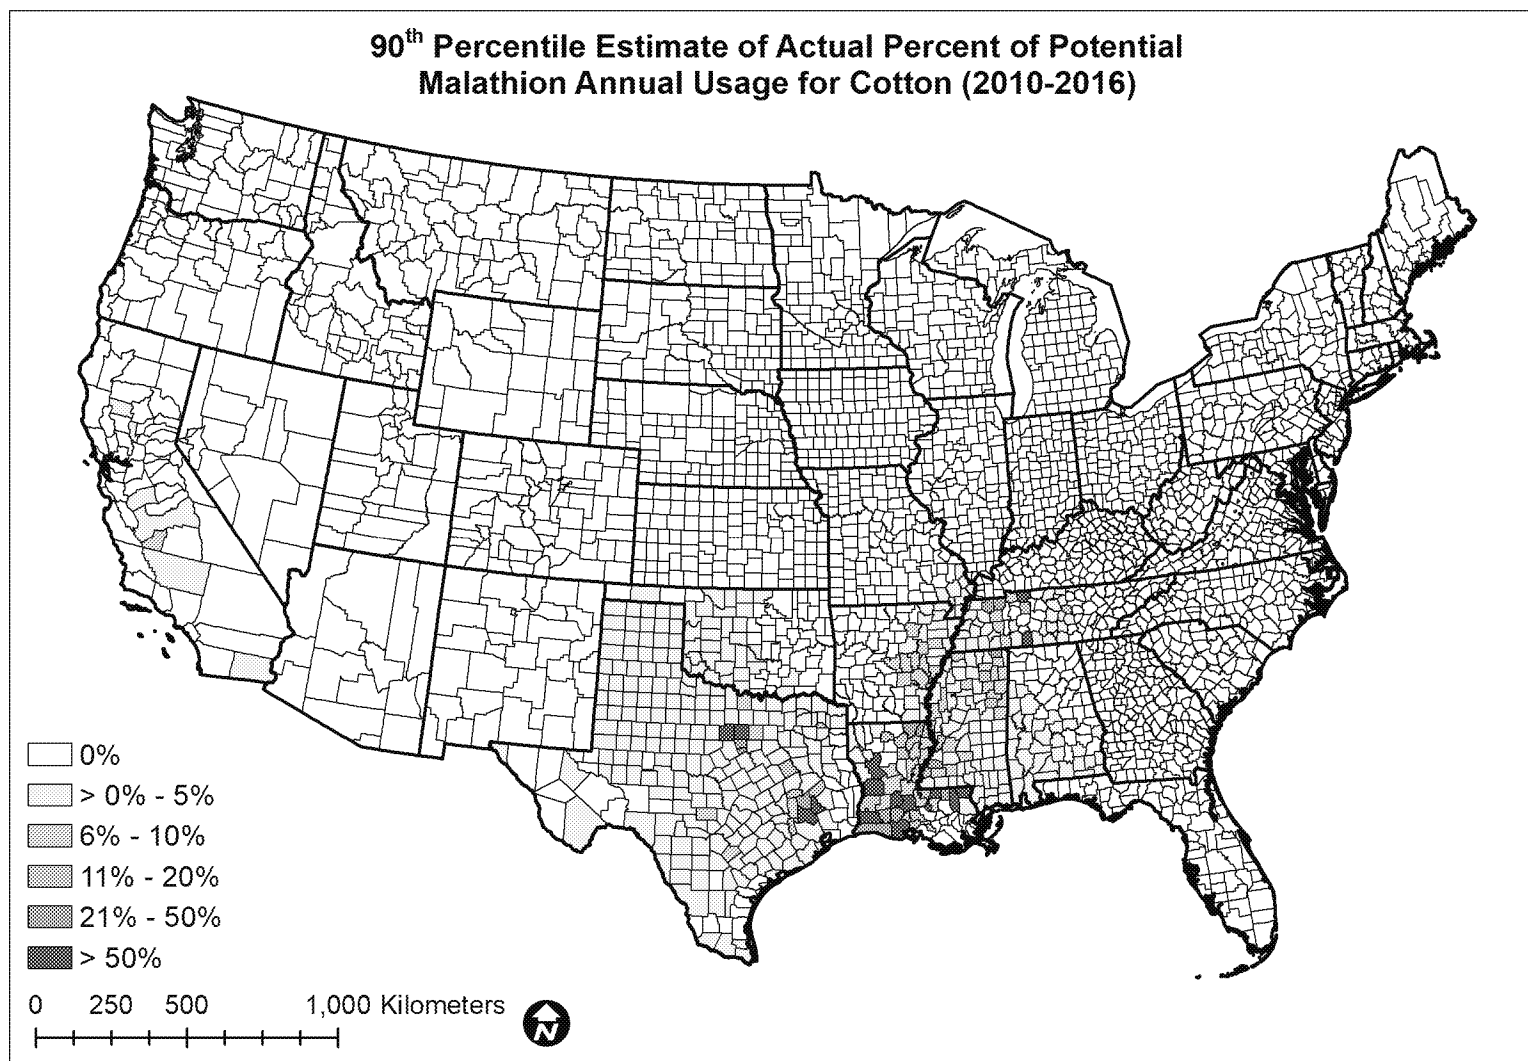 90th Percentile Estimate of Actual Percent of Potential
Malathion Annual Usage for Cotton (2010-2016)
0%
> 0% - 5%
6% - 10%
11% - 20%
21% - 50%
> 50%
0 250 500 1,000 Kilometers
N